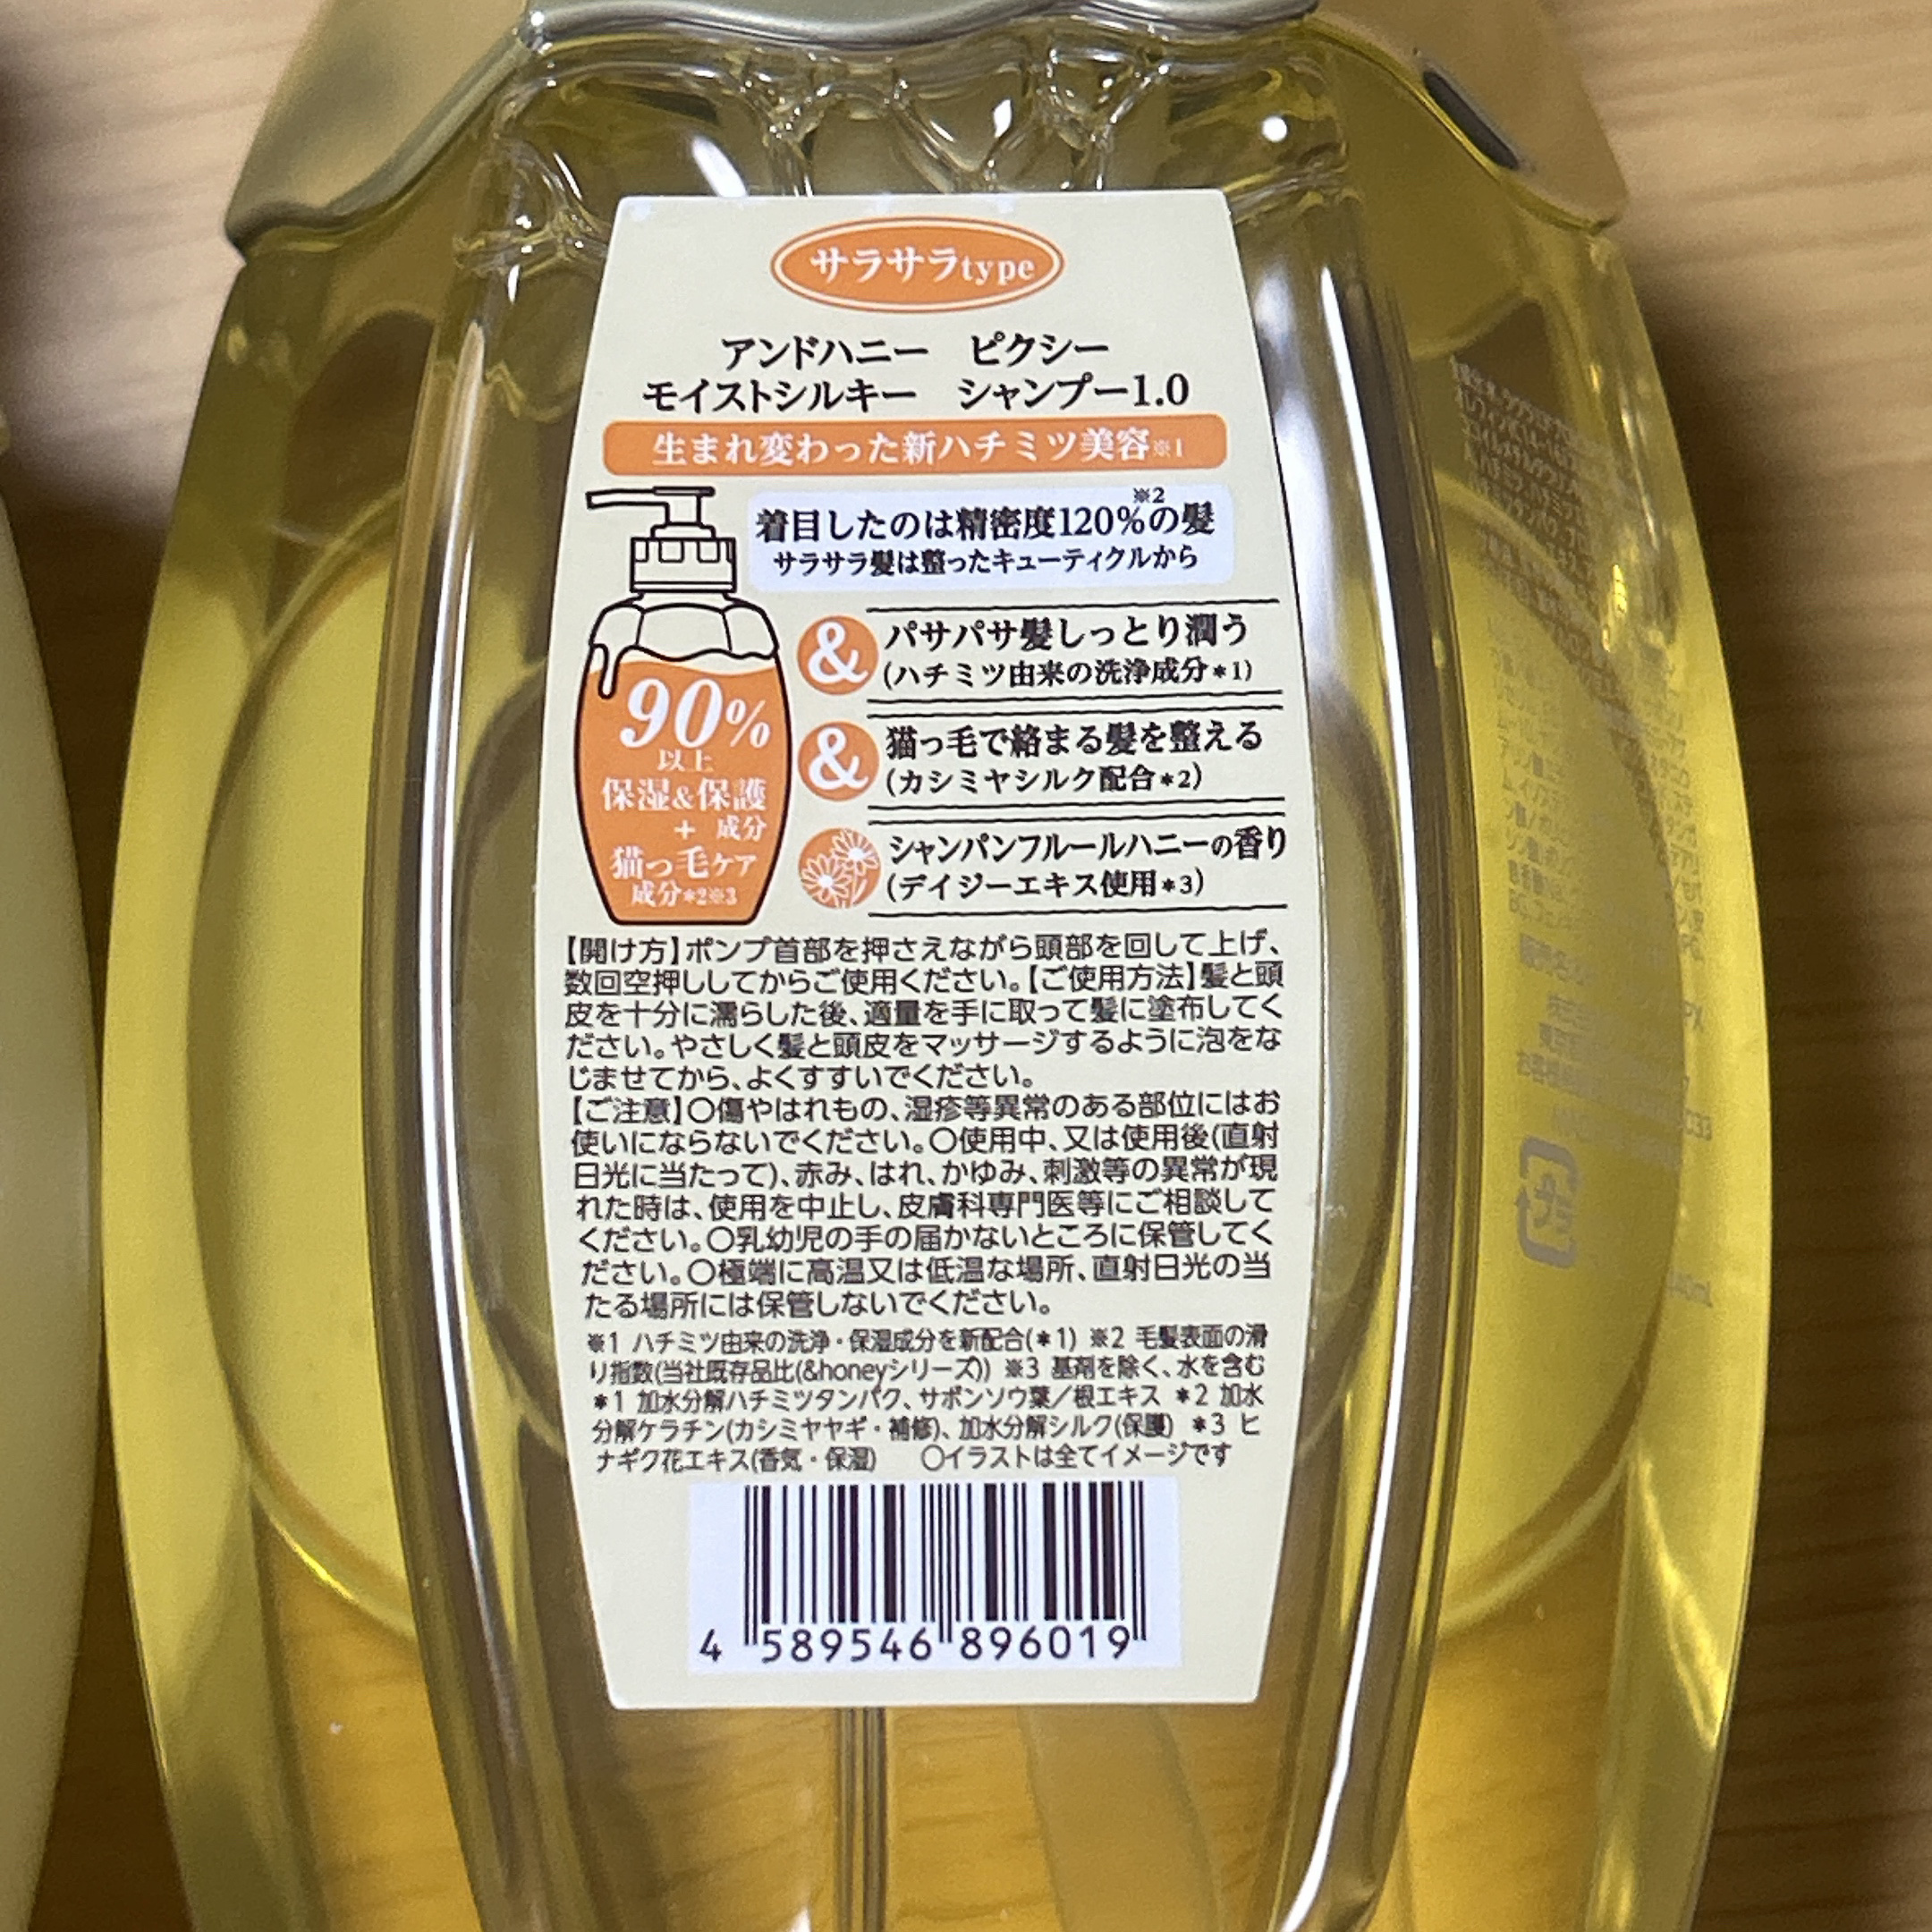 サラサラtype
アンドハニー ピクシー
モイストシルキー シャンプー1.0
生まれ変わった新ハチミツ美容※1
※2
着目したのは精密度120%の髪
サラサラ髪は整ったキューティクルから
& パサパサ髪しっとり潤う
(ハチミツ由来の洗浄成分*1)
& 猫っ毛で絡まる髪を整える
(カシミヤシルク配合*2)
シャンパンフルールハニーの香り
(デイジーエキス使用*3)
90%
以上
保湿&保護
+ 成分
猫っ毛ケア
成分*2※3
【開け方】ポンプ首部を押さえながら頭部を回して上げ、
数回空押ししてからご使用ください。【ご使用方法】髪と頭
皮を十分に濡らした後、適量を手に取って髪に塗布してく
ださい。やさしく髪と頭皮をマッサージするように泡をな
じませてから、よくすすいでください。
【ご注意】○傷やはれもの、湿疹等異常のある部位にはお
使いにならないでください。○使用中、又は使用後(直射
日光に当たって)、赤み、はれ、かゆみ、刺激等の異常が現
れた時は、使用を中止し、皮膚科専門医等にご相談して
ください。○乳幼児の手の届かないところに保管してく
ださい。○極端に高温又は低温な場所、直射日光の当
たる場所には保管しないでください。
※1 ハチミツ由来の洗浄・保湿成分を新配合(*1) ※2 毛髪表面の滑
り指数(当社既存品比(&honeyシリーズ)) ※3 基剤を除く、水を含む
*1 加水分解ハチミツタンパク、サボンソウ葉/根エキス *2 加水
分解ケラチン(カシミヤヤギ・補修)、加水分解シルク(保護) *3 ヒ
ナギク花エキス(香気・保湿) ○イラストは全てイメージです
4 589546 896019